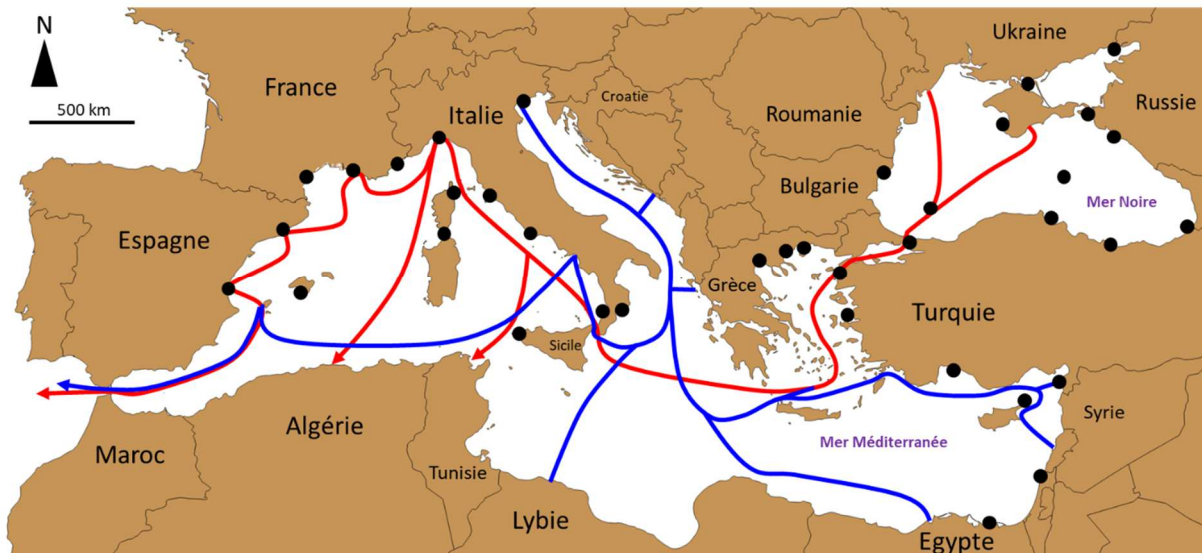 N
500 km
France
Italie
Croatie
Ukraine
Russie
Roumanie
Bulgarie
Mer Noire
Espagne
Grèce
Turquie
Sicile
Syrie
Maroc
Algérie
Tunisie
Mer Méditerranée
Lybie
Egypte